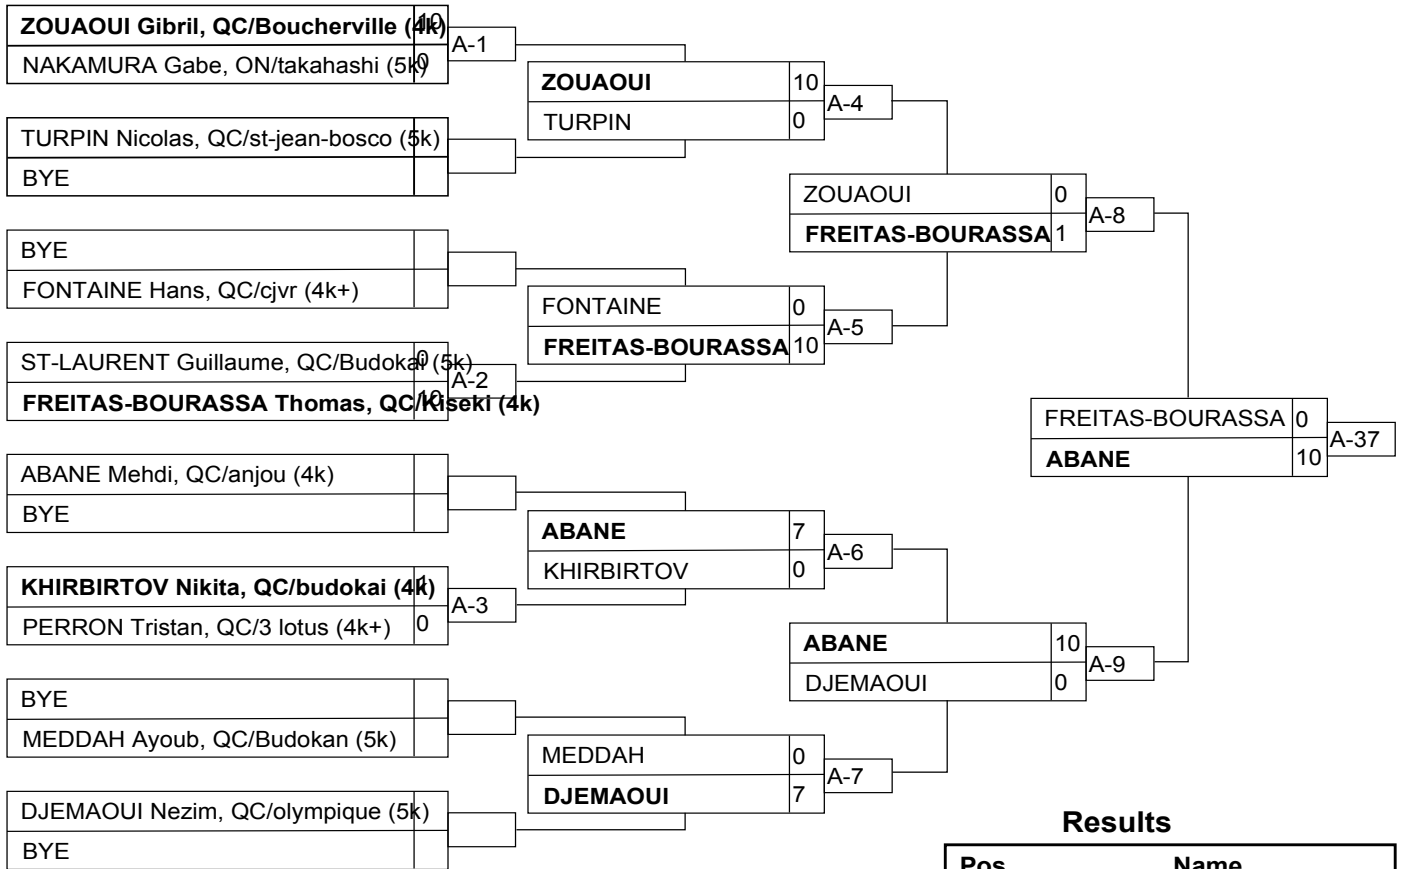 ZOUAOUI Gibril, QC/Boucherville (4k) 10
A-1
NAKAMURA Gabe, ON/takahashi (5k) 0
TURPIN Nicolas, QC/st-jean-bosco (5k)
BYE
BYE
FONTAINE Hans, QC/cjvr (4k+)
ST-LAURENT Guillaume, QC/Budokai (5k) 0
A-2
FREITAS-BOURASSA Thomas, QC/Kiseki (4k) 10
ABANE Mehdi, QC/anjou (4k)
BYE
KHIRBIRTOV Nikita, QC/budokai (4k) 1
A-3
PERRON Tristan, QC/3 lotus (4k+) 0
BYE
MEDDAH Ayoub, QC/Budokan (5k)
DJEMAOUI Nezim, QC/olympique (5k)
BYE
ZOUAOUI 10
A-4
TURPIN 0
FONTAINE 0
A-5
FREITAS-BOURASSA 10
ABANE 7
A-6
KHIRBIRTOV 0
MEDDAH 0
A-7
DJEMAOUI 7
ZOUAOUI 0
A-8
FREITAS-BOURASSA 1
ABANE 10
A-9
DJEMAOUI 0
FREITAS-BOURASSA 0
A-37
ABANE 10
Results
Pos Name